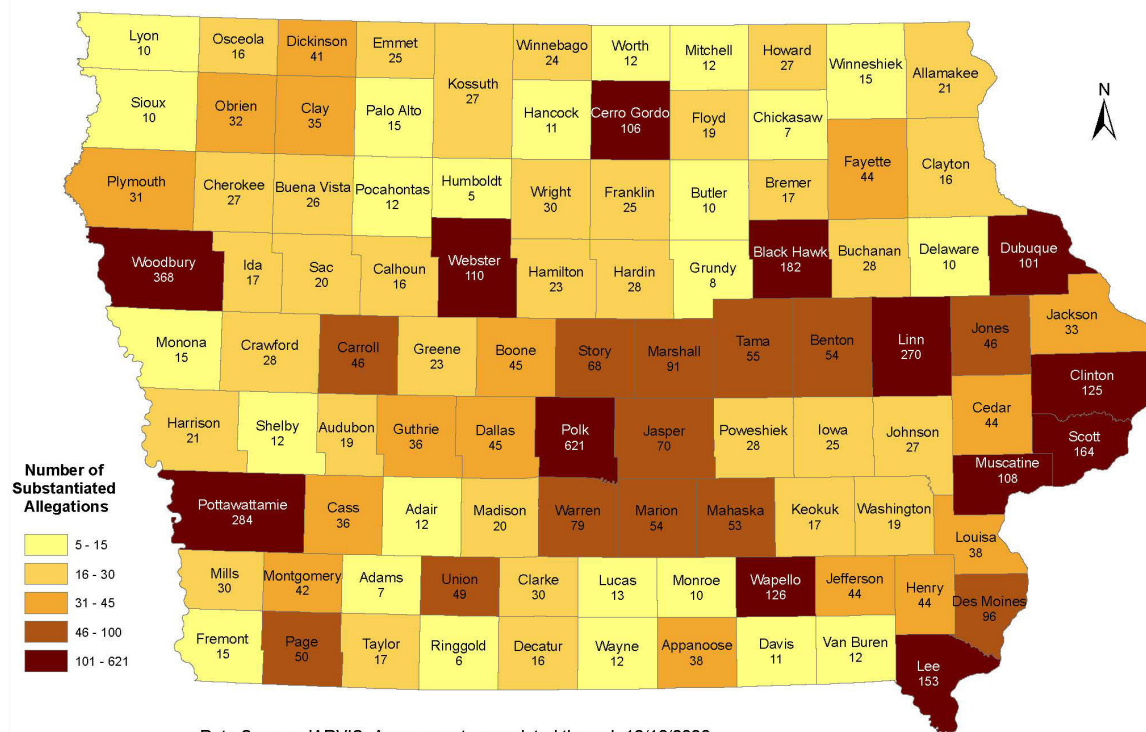 Lyon
10
Osceola
16
Dickinson
41
Emmet
25
Kossuth
27
Winnebago
24
Worth
12
Mitchell
12
Howard
27
Winneshiek
15
Allamakee
21
N
Sioux
10
Obrien
32
Clay
35
Palo Alto
15
Hancock
11
Cerro Gordo
106
Floyd
19
Chickasaw
7
Fayette
44
Clayton
16
Plymouth
31
Cherokee
27
Buena Vista
26
Pocahontas
12
Humboldt
5
Wright
30
Franklin
25
Butler
10
Bremer
17
Woodbury
368
Ida
17
Sac
20
Calhoun
16
Webster
110
Hamilton
23
Hardin
28
Grundy
8
Black Hawk
182
Buchanan
28
Delaware
10
Dubuque
101
Monona
15
Crawford
28
Carroll
46
Greene
23
Boone
45
Story
68
Marshall
91
Tama
55
Benton
54
Linn
270
Jones
46
Jackson
33
Clinton
125
Harrison
21
Shelby
12
Audubon
19
Guthrie
36
Dallas
45
Polk
621
Jasper
70
Poweshiek
28
Iowa
25
Johnson
27
Cedar
44
Scott
164
Muscatine
108
Pottawattamie
284
Cass
36
Adair
12
Madison
20
Warren
79
Marion
54
Mahaska
53
Keokuk
17
Washington
19
Louisa
38
Mills
30
Montgomery
42
Adams
7
Union
49
Clarke
30
Lucas
13
Monroe
10
Wapello
126
Jefferson
44
Henry
44
Des Moines
96
Fremont
15
Page
50
Taylor
17
Ringgold
6
Decatur
16
Wayne
12
Appanoose
38
Davis
11
Van Buren
12
Lee
153
Number of
Substantiated
Allegations
5 - 15
16 - 30
31 - 45
46 - 100
101 - 621